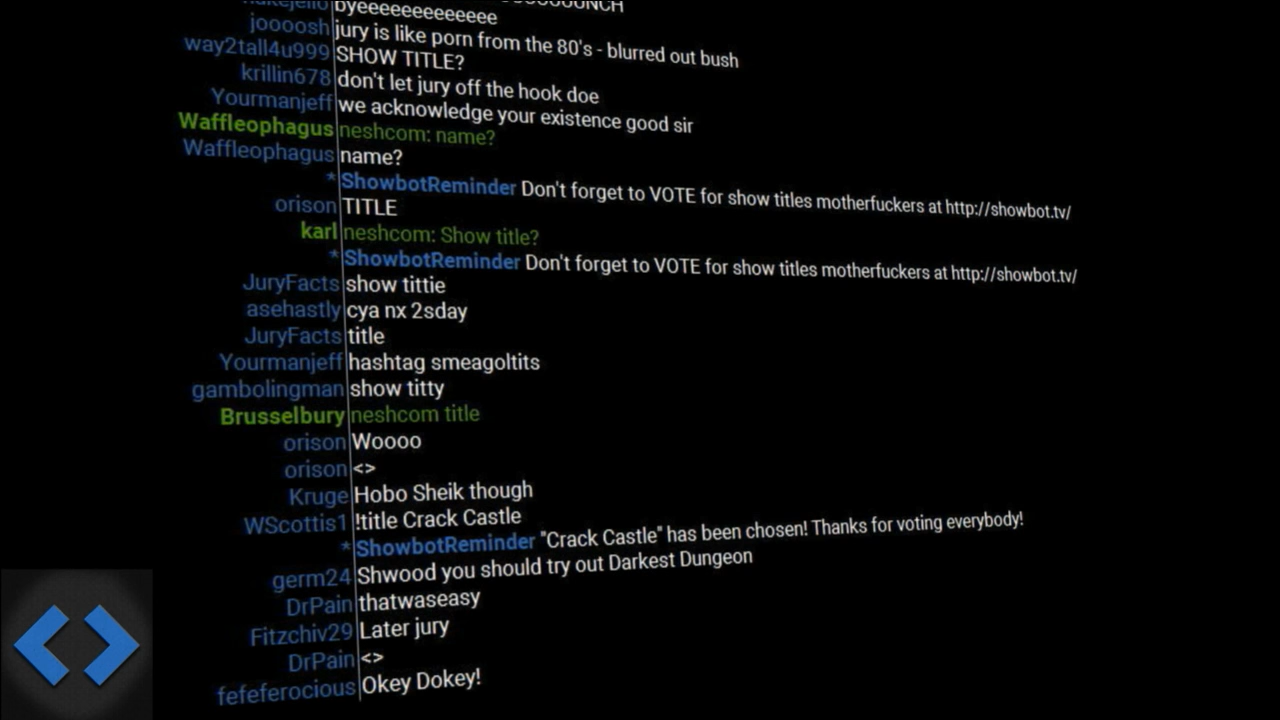 byeeeeeeeeeeeee
joooosh jury is like porn from the 80's - blurred out bush
way2tall4u999 SHOW TITLE?
krillin678 don't let jury off the hook doe
Yourmanjeff we acknowledge your existence good sir
Waffleophagus neshcom: name?
Waffleophagus name?
* ShowbotReminder Don't forget to VOTE for show titles motherfuckers at http://showbot.tv/
orison TITLE
karl neshcom: Show title?
* ShowbotReminder Don't forget to VOTE for show titles motherfuckers at http://showbot.tv/
JuryFacts show tittie
asehastly cya nx 2sday
JuryFacts title
Yourmanjeff hashtag smeagoltits
gambolingman show titty
Brusselbury neshcom title
orison Woooo
orison <>
Kruge Hobo Sheik though
WScottis1 !title Crack Castle
* ShowbotReminder "Crack Castle" has been chosen! Thanks for voting everybody!
germ24 Shwood you should try out Darkest Dungeon
DrPain thatwaseasy
Fitzchiv29 Later jury
DrPain <>
fefeferocious Okey Dokey!